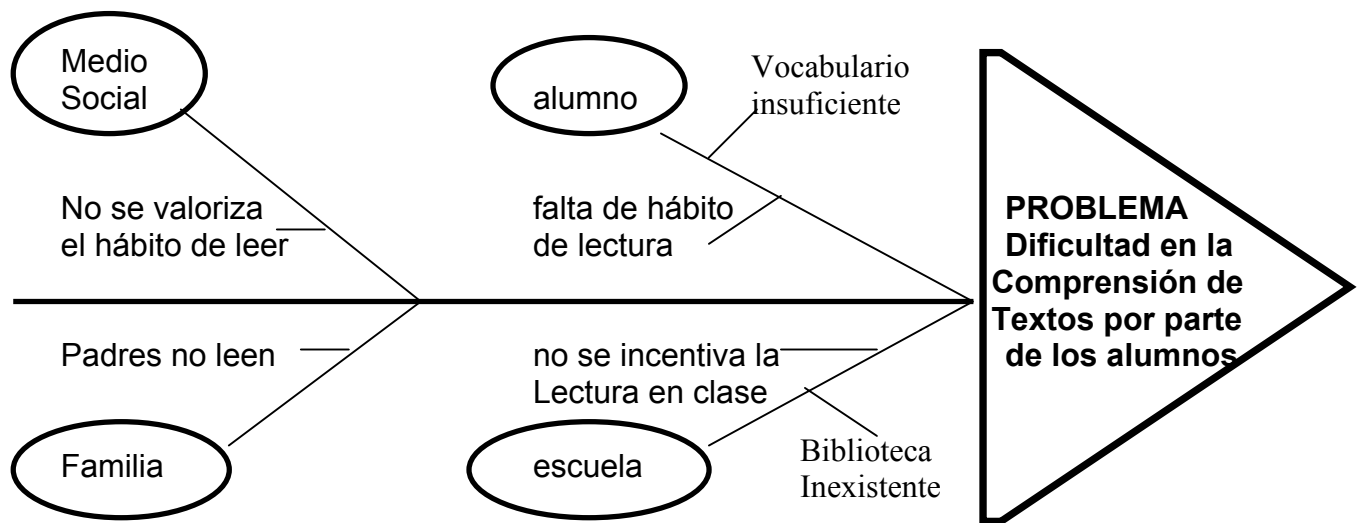 Medio
Social
alumno
Vocabulario
insuficiente
No se valoriza
el hábito de leer
falta de hábito
de lectura
PROBLEMA
Dificultad en la
Comprensión de
Textos por parte
de los alumnos
Padres no leen
no se incentiva la
Lectura en clase
Familia
escuela
Biblioteca
Inexistente